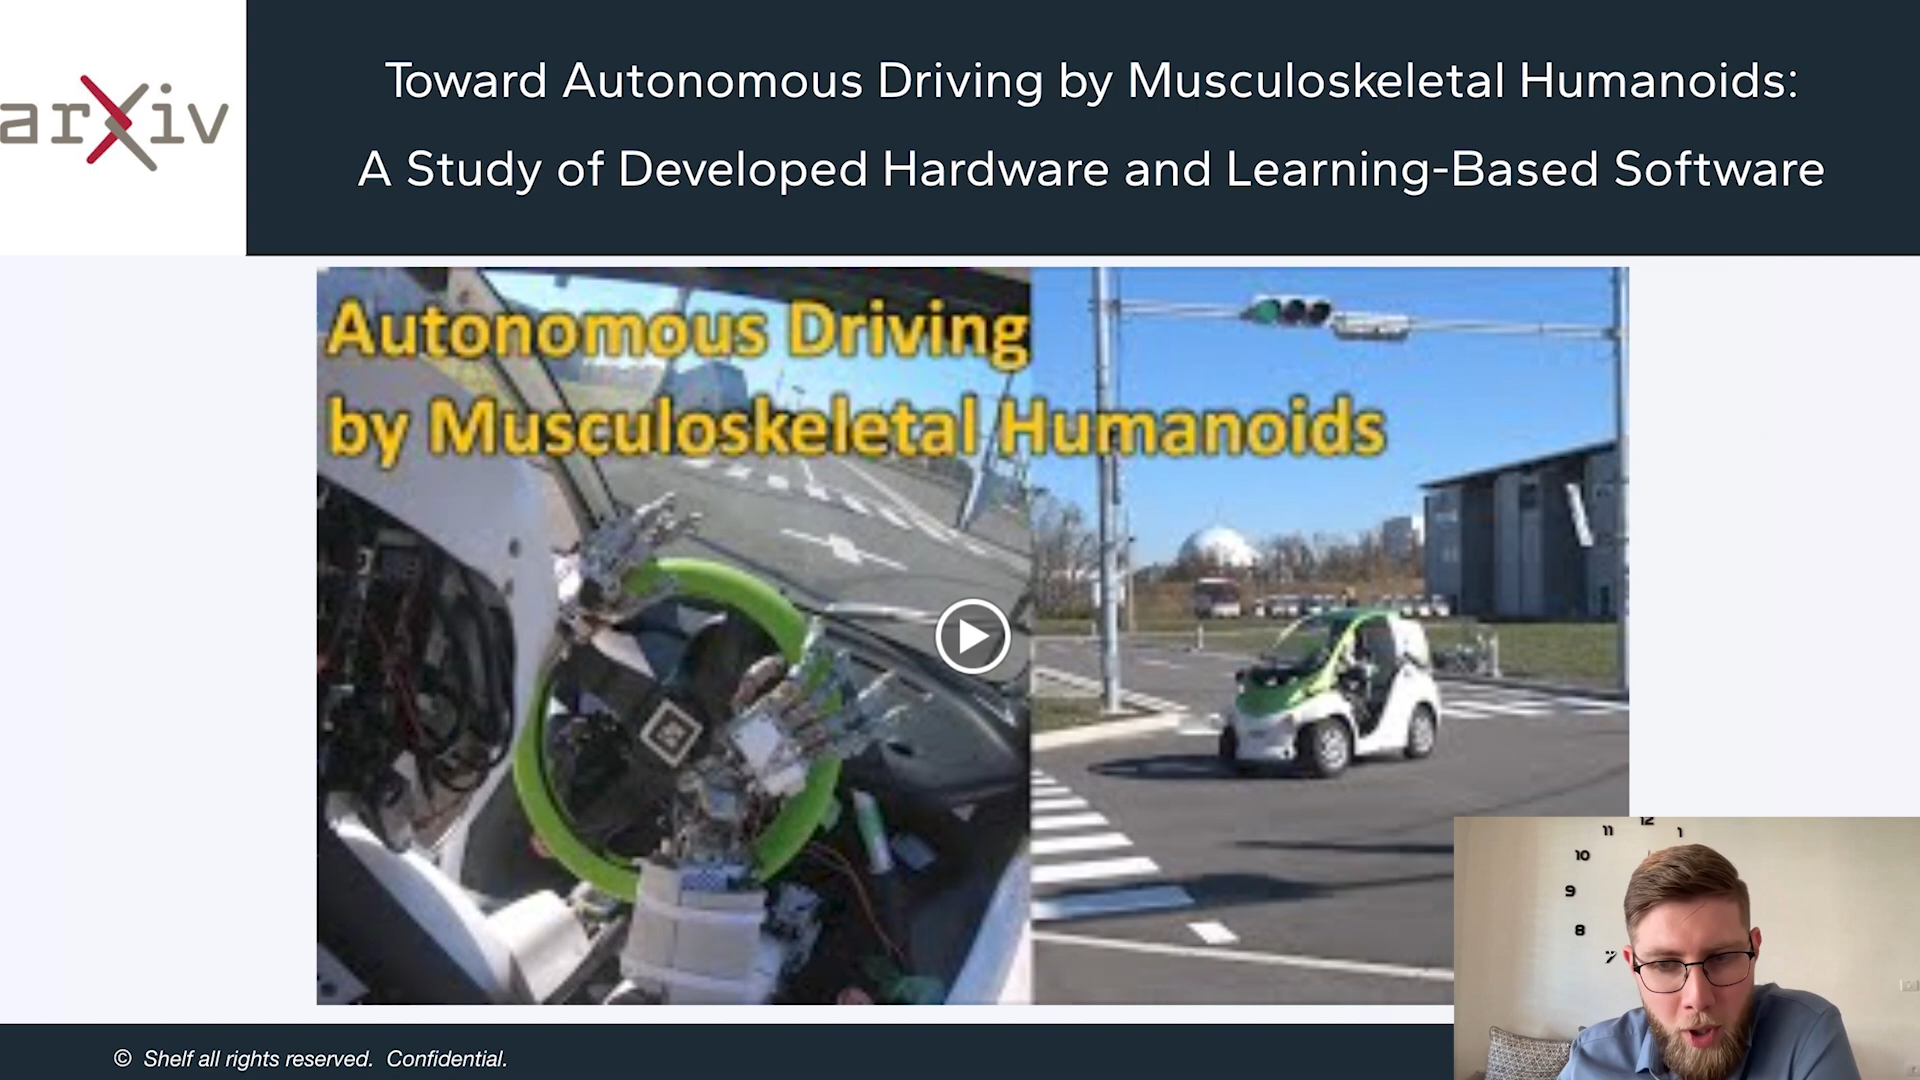 arXiv
Toward Autonomous Driving by Musculoskeletal Humanoids:
A Study of Developed Hardware and Learning-Based Software
Autonomous Driving
by Musculoskeletal Humanoids
12
11
1
10
9
8
7
© Shelf all rights reserved. Confidential.